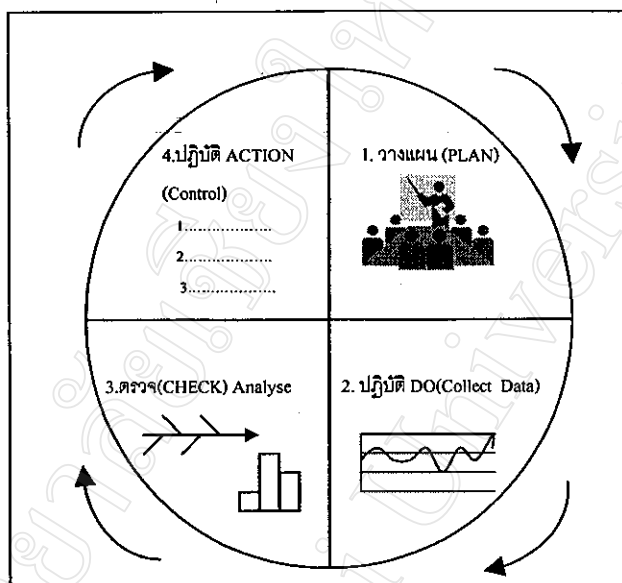 4.ปฏิบัติ ACTION
(Control)
1..................
2..................
3..................
1. วางแผน (PLAN)
3.ตรวจ(CHECK) Analyse
2. ปฏิบัติ DO(Collect Data)